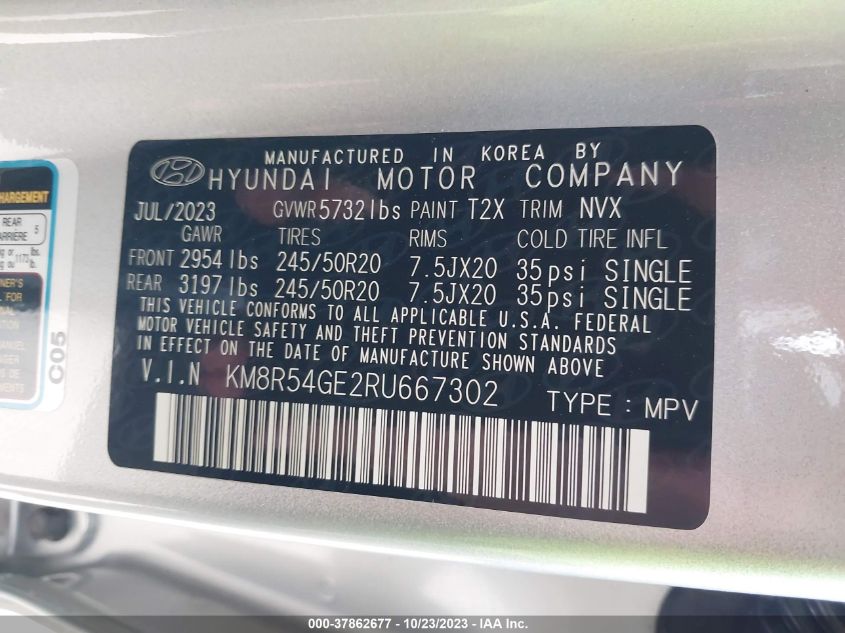 MANUFACTURED IN KOREA BY
HYUNDAI MOTOR COMPANY
JUL/2023 GVWR 5732 lbs PAINT T2X TRIM NVX
GAWR TIRES RIMS COLD TIRE INFL
FRONT 2954 lbs 245/50R20 7.5JX20 35psi SINGLE
REAR 3197 lbs 245/50R20 7.5JX20 35psi SINGLE
THIS VEHICLE CONFORMS TO ALL APPLICABLE U.S.A. FEDERAL
MOTOR VEHICLE SAFETY AND THEFT PREVENTION STANDARDS
IN EFFECT ON THE DATE OF MANUFACTURE SHOWN ABOVE
V.I.N KM8R54GE2RU667302 TYPE : MPV
REAR
5
C05
000-37862677 - 10/23/2023 - IAAI, Inc.